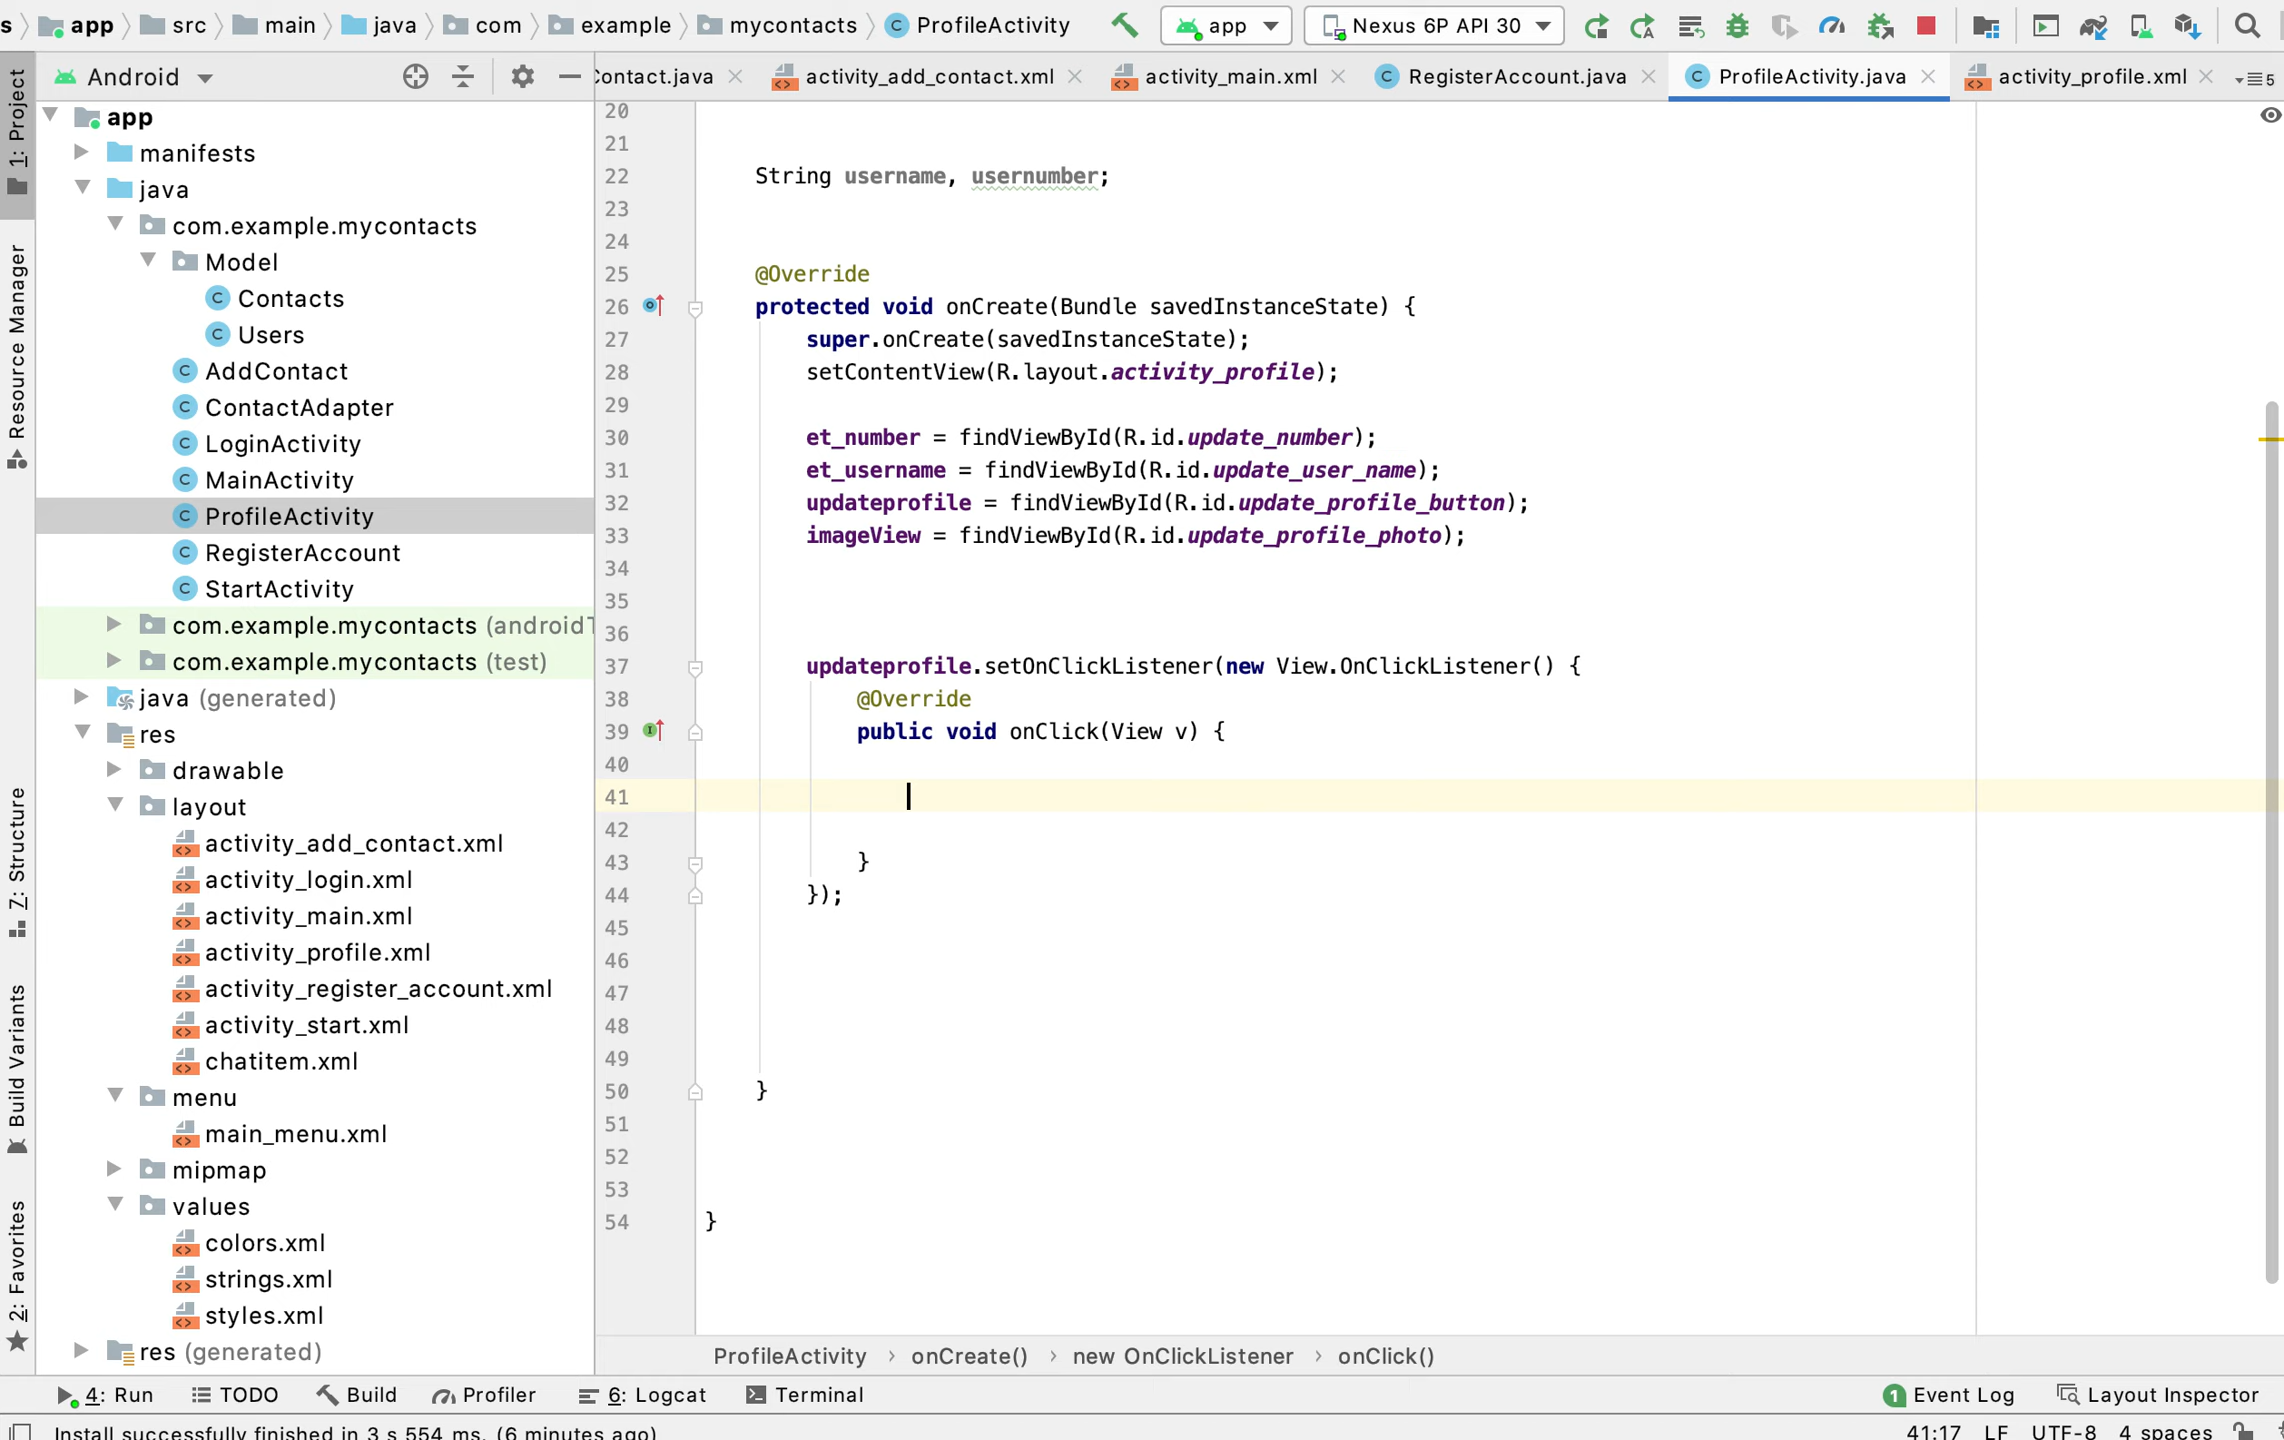 s app src main java com example mycontacts ProfileActivity app Nexus 6P API 30
Android
Contact.java activity_add_contact.xml activity_main.xml RegisterAccount.java ProfileActivity.java activity_profile.xml 5
1: Project
Resource Manager
7: Structure
Build Variants
2: Favorites
app
manifests
java
com.example.mycontacts
Model
Contacts
Users
AddContact
ContactAdapter
LoginActivity
MainActivity
ProfileActivity
RegisterAccount
StartActivity
com.example.mycontacts (androidT
com.example.mycontacts (test)
java (generated)
res
drawable
layout
activity_add_contact.xml
activity_login.xml
activity_main.xml
activity_profile.xml
activity_register_account.xml
activity_start.xml
chatitem.xml
menu
main_menu.xml
mipmap
values
colors.xml
strings.xml
styles.xml
res (generated)
20
21
22 String username, usernumber;
23
24
25 @Override
26 protected void onCreate(Bundle savedInstanceState) {
27 super.onCreate(savedInstanceState);
28 setContentView(R.layout.activity_profile);
29
30 et_number = findViewById(R.id.update_number);
31 et_username = findViewById(R.id.update_user_name);
32 updateprofile = findViewById(R.id.update_profile_button);
33 imageView = findViewById(R.id.update_profile_photo);
34
35
36
37 updateprofile.setOnClickListener(new View.OnClickListener() {
38 @Override
39 public void onClick(View v) {
40
41
42
43 }
44 });
45
46
47
48
49
50 }
51
52
53
54 }
ProfileActivity › onCreate() › new OnClickListener › onClick()
4: Run TODO Build Profiler 6: Logcat Terminal 1 Event Log Layout Inspector
Install successfully finished in 3 s 554 ms. (6 minutes ago) 41:17 LF UTF-8 4 spaces